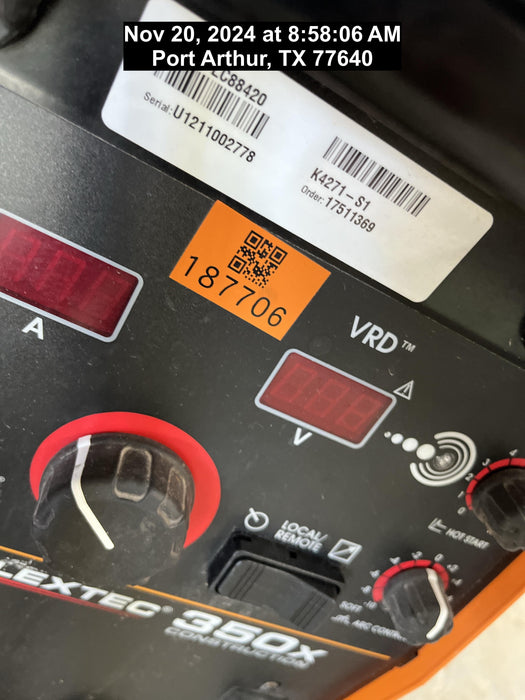 Nov 20, 2024 at 8:58:06 AM
Port Arthur, TX 77640
Serial: U1211002778
K4271-S1
Order: 17511369
187706
A
VRD™
V
LOCAL/
REMOTE
HOT START
SOFT
ARC
350x
CONSTRUCTION